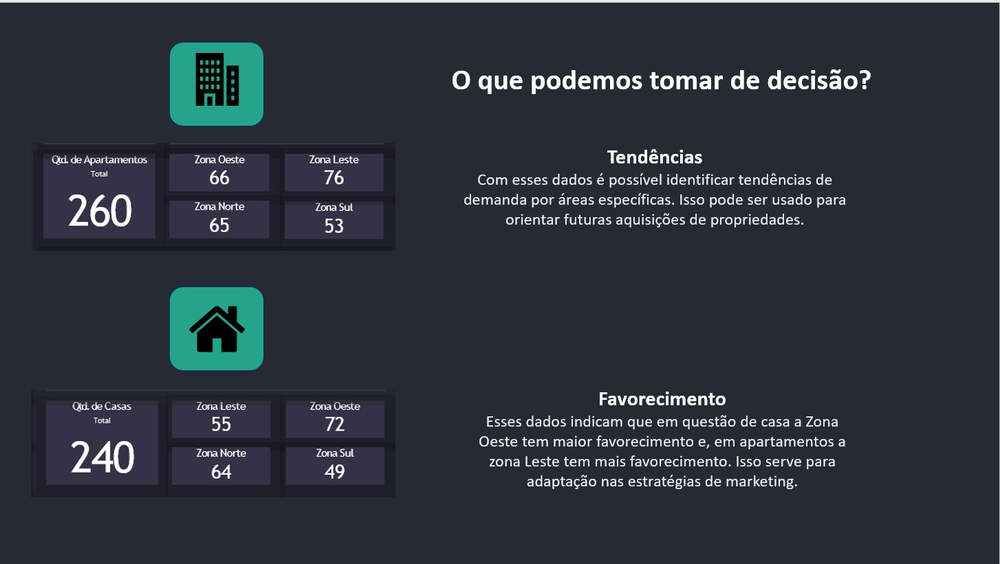 O que podemos tomar de decisão?
Qtd. de Apartamentos
Total
260
Zona Oeste
66
Zona Leste
76
Zona Norte
65
Zona Sul
53
Tendências
Com esses dados é possível identificar tendências de
demanda por áreas específicas. Isso pode ser usado para
orientar futuras aquisições de propriedades.
Qtd. de Casas
Total
240
Zona Leste
55
Zona Oeste
72
Zona Norte
64
Zona Sul
49
Favorecimento
Esses dados indicam que em questão de casa a Zona
Oeste tem maior favorecimento e, em apartamentos a
zona Leste tem mais favorecimento. Isso serve para
adaptação nas estratégias de marketing.